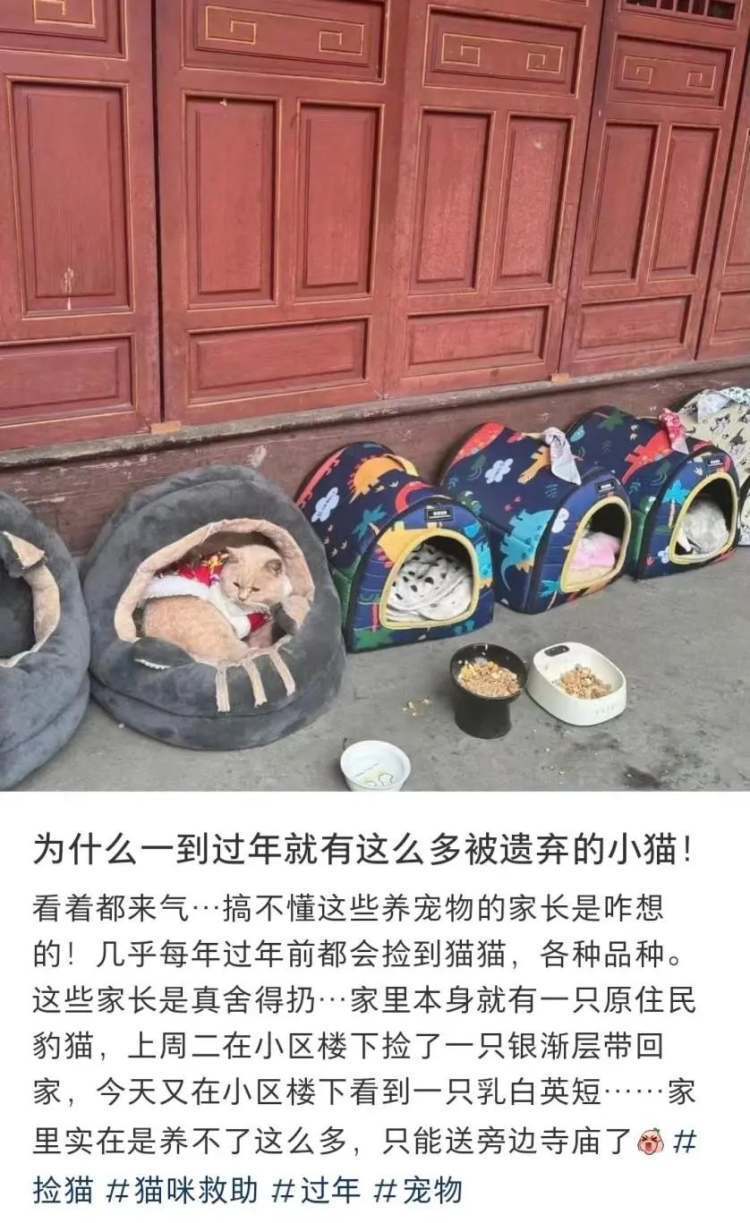 为什么一到过年就有这么多被遗弃的小猫！
看着都来气…搞不懂这些养宠物的家长是咋想
的！几乎每年过年前都会捡到猫猫，各种品种。
这些家长是真舍得扔…家里本身就有一只原住民
豹猫，上周二在小区楼下捡了一只银渐层带回
家，今天又在小区楼下看到一只乳白英短……家
里实在是养不了这么多，只能送旁边寺庙了 #
捡猫 #猫咪救助 #过年 #宠物